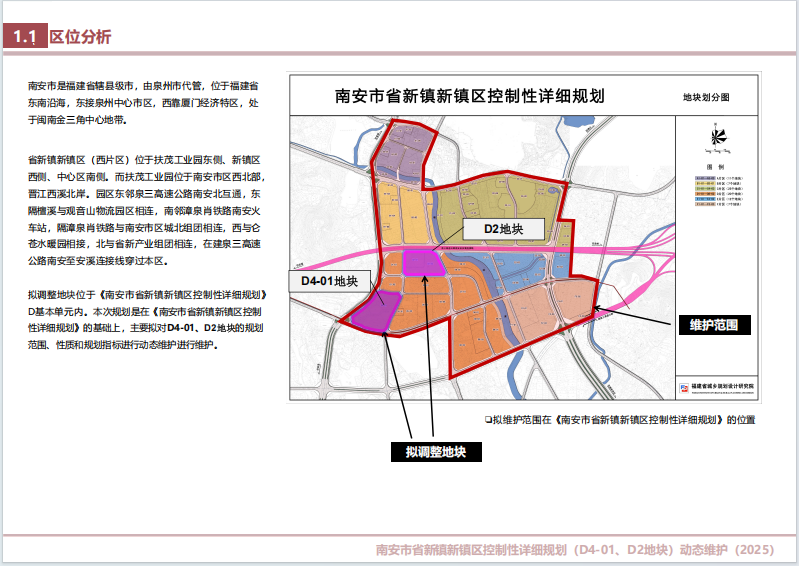 1.1 区位分析
南安市是福建省辖县级市，由泉州市代管，位于福建省
东南沿海，东接泉州中心市区，西靠厦门经济特区，处
于闽南金三角中心地带。
省新镇新镇区（西片区）位于扶茂工业园东侧、新镇区
西侧、中心区南侧。而扶茂工业园位于南安市区西北部，
晋江西溪北岸。园区东邻泉三高速公路南安北互通，东
隔檀溪与观音山物流园区相连，南邻漳泉肖铁路南安火
车站，隔漳泉肖铁路与南安市区城北组团相连，西与仑
苍水暖园相接，北与省新产业组团相连，在建泉三高速
公路南安至安溪连接线穿过本区。
拟调整地块位于《南安市省新镇新镇区控制性详细规划》
D基本单元内。本次规划是在《南安市省新镇新镇区控制
性详细规划》的基础上，主要拟对D4-01、D2地块的规划
范围、性质和规划指标进行动态维护进行维护。
南安市省新镇新镇区控制性详细规划
地块划分图
图 例
D2地块
D4-01地块
维护范围
福建省城乡规划设计研究院
拟调整地块
❑拟维护范围在《南安市省新镇新镇区控制性详细规划》的位置
南安市省新镇新镇区控制性详细规划（D4-01、D2地块）动态维护（2025）